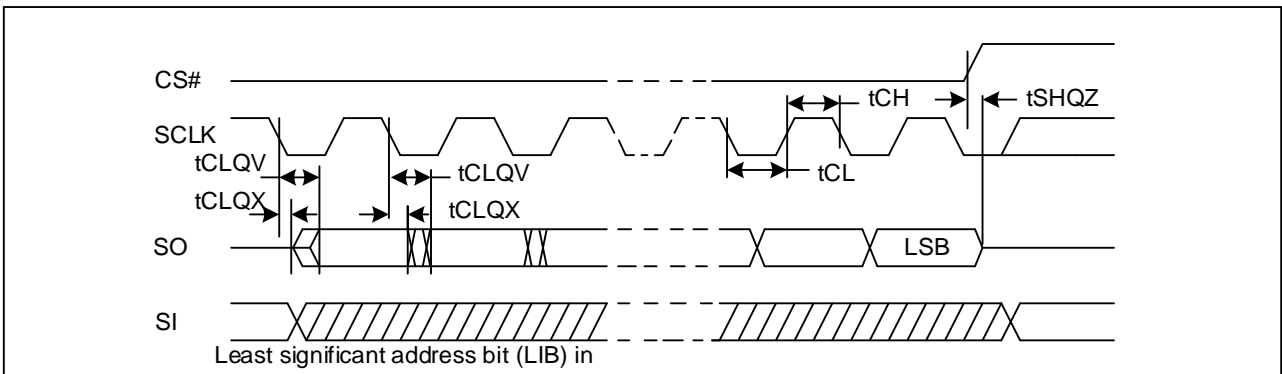 CS#
tCH
tSHQZ
SCLK
tCLQV
tCLQV
tCL
tCLQX
tCLQX
SO
LSB
SI
Least significant address bit (LIB) in